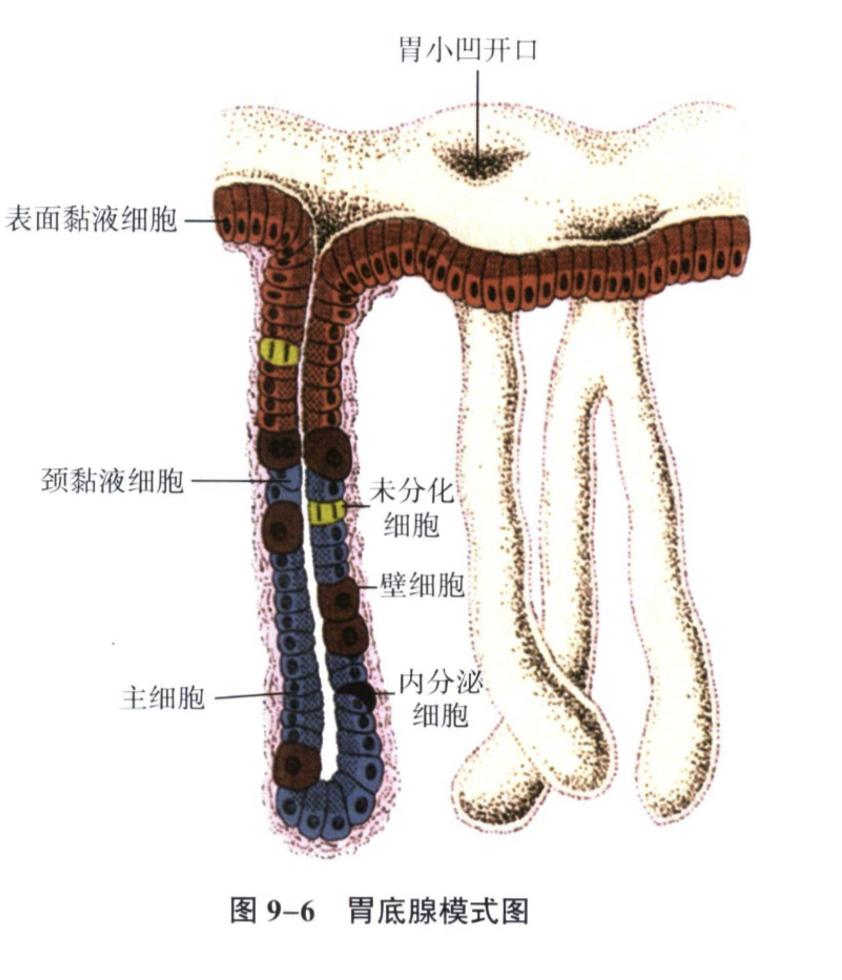 胃小凹开口
表面黏液细胞
颈黏液细胞
未分化
细胞
壁细胞
主细胞
内分泌
细胞
图 9-6 胃底腺模式图